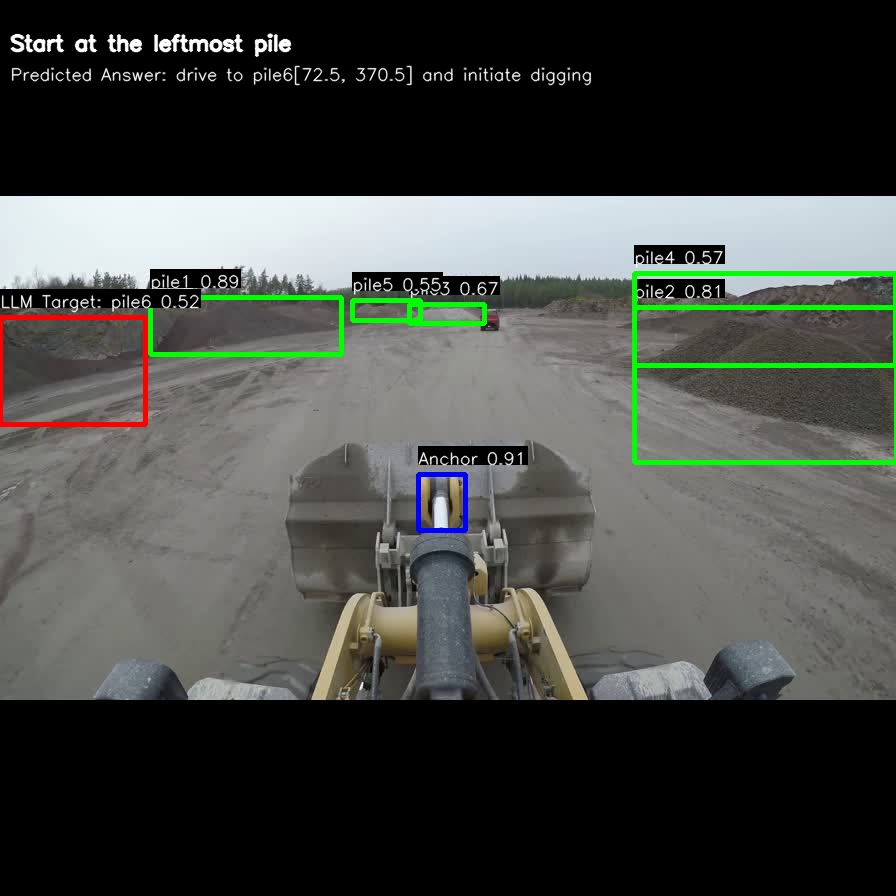 Start at the leftmost pile
Predicted Answer: drive to pile6[72.5, 370.5] and initiate digging
pile4 0.57
pile1 0.89
pile5 0.55
pile3 0.67
pile2 0.81
LLM Target: pile6 0.52
Anchor 0.91